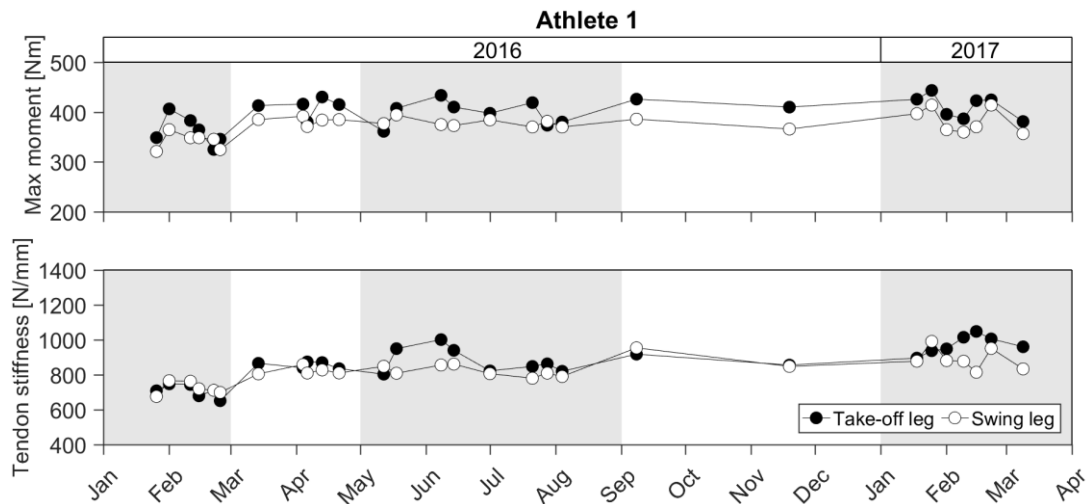 Athlete 1
2016 2017
Max moment [Nm]
500
400
300
200
Tendon stiffness [N/mm]
1400
1200
1000
800
600
400
Take-off leg Swing leg
Jan Feb Mar Apr May Jun Jul Aug Sep Oct Nov Dec Jan Feb Mar Apr